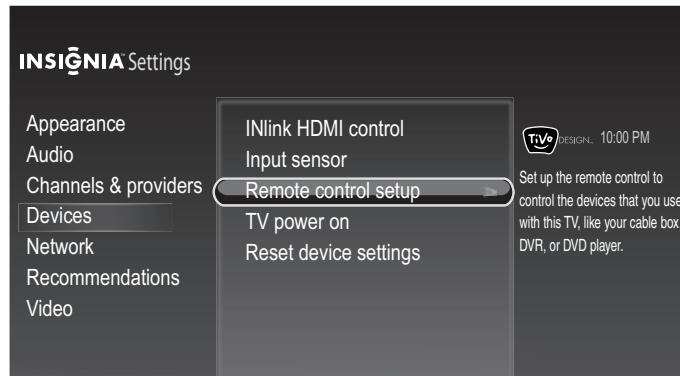 INSIGNIA™ Settings
Appearance
Audio
Channels & providers
Devices
Network
Recommendations
Video
INlink HDMI control
Input sensor
Remote control setup >
TV power on
Reset device settings
TiVo DESIGN™ 10:00 PM
Set up the remote control to
control the devices that you use
with this TV, like your cable box
DVR, or DVD player.